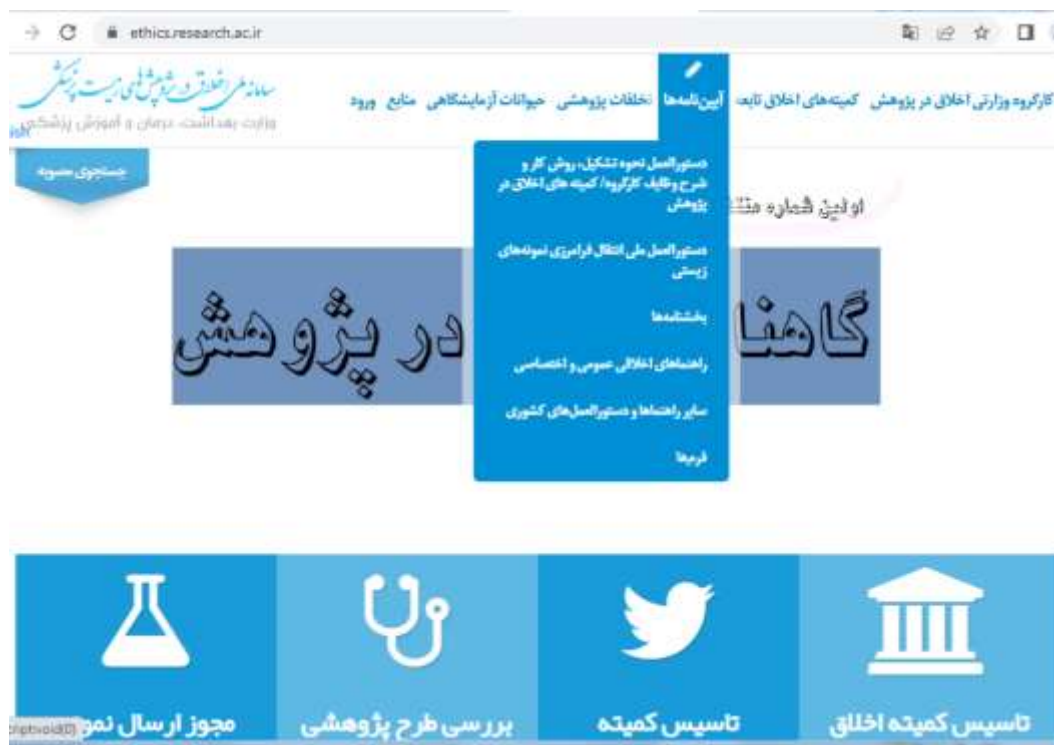 ethics.research.ac.ir
سامانه ملی اخلاق در پژوهش‌های زیست پزشکی
وزارت بهداشت، درمان و آموزش پزشکی
کارگروه وزارتی اخلاق در پژوهش کمیته‌های اخلاق تابعه آیین‌نامه‌ها تخلفات پژوهشی حیوانات آزمایشگاهی منابع ورود
جستجوی مصوبه
دستورالعمل نحوه تشکیل، روش کار و
شرح وظایف کارگروه/ کمیته های اخلاق در
پژوهش
دستورالعمل ملی انتقال فرامرزی نمونه‌های
زیستی
بخشنامه‌ها
راهنماهای اخلاقی عمومی و اختصاصی
سایر راهنماها و دستورالعمل‌های کشوری
فرم‌ها
اولین شماره
گاهنا در پژوهش
تاسیس کمیته اخلاق
تاسیس کمیته
بررسی طرح پژوهشی
مجوز ارسال نمو